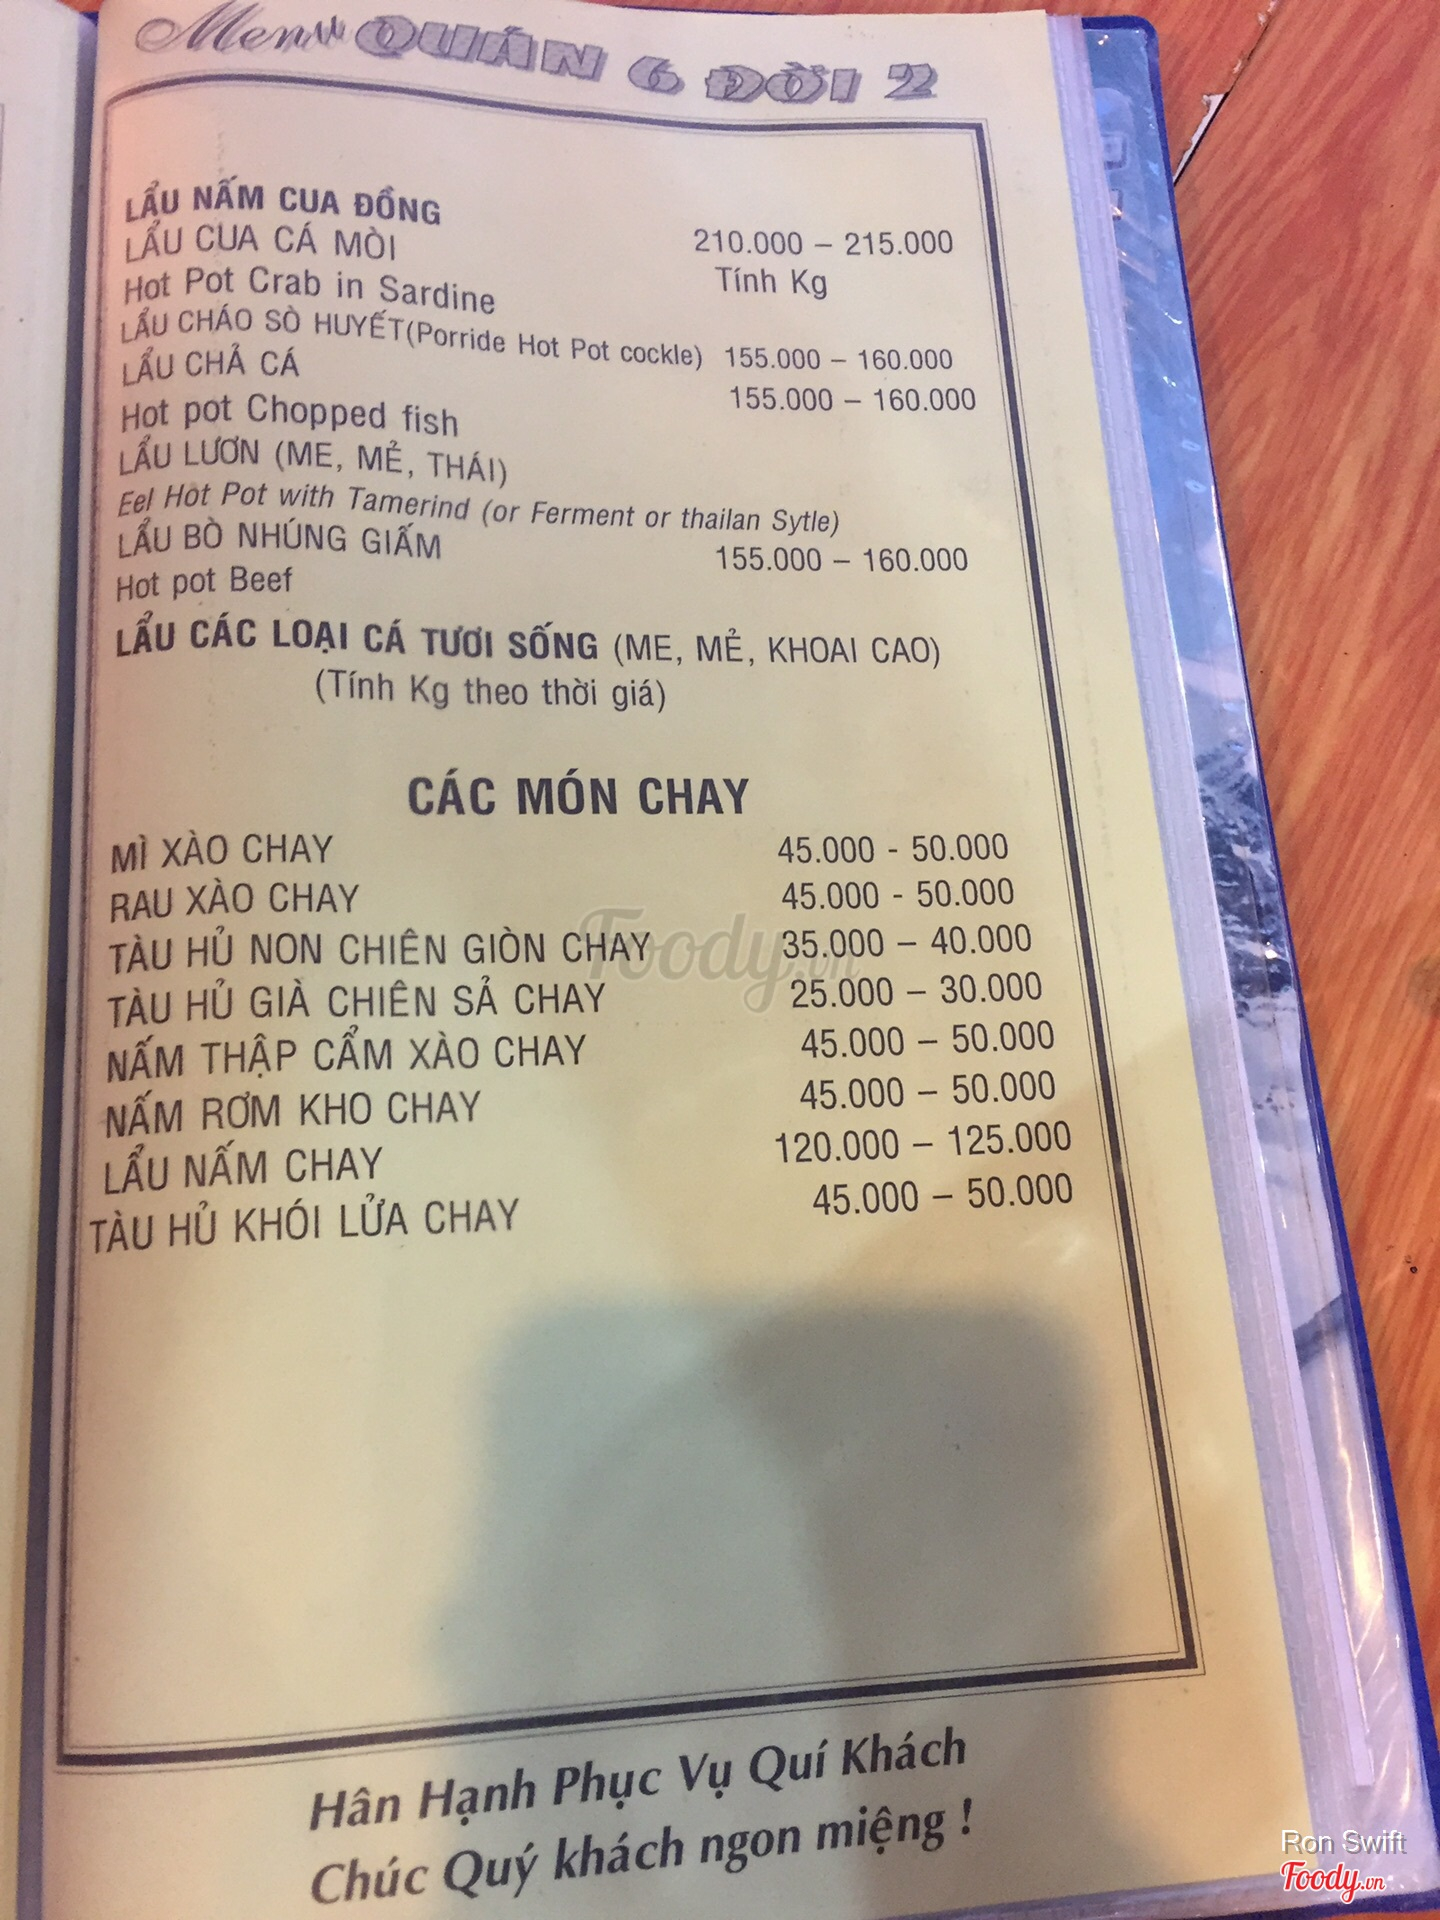 Menu QUÁN 6 ĐỜI 2
LẨU NẤM CUA ĐỒNG
LẨU CUA CÁ MÒI 210.000 – 215.000
Hot Pot Crab in Sardine Tính Kg
LẨU CHÁO SÒ HUYẾT(Porride Hot Pot cockle) 155.000 – 160.000
LẨU CHẢ CÁ 155.000 – 160.000
Hot pot Chopped fish
LẨU LƯƠN (ME, MẺ, THÁI)
Eel Hot Pot with Tamerind (or Ferment or thailan Sytle)
LẨU BÒ NHÚNG GIẤM 155.000 – 160.000
Hot pot Beef
LẨU CÁC LOẠI CÁ TƯƠI SỐNG (ME, MẺ, KHOAI CAO)
(Tính Kg theo thời giá)
CÁC MÓN CHAY
MÌ XÀO CHAY 45.000 - 50.000
RAU XÀO CHAY 45.000 - 50.000
TÀU HỦ NON CHIÊN GIÒN CHAY 35.000 – 40.000
TÀU HỦ GIÀ CHIÊN SẢ CHAY 25.000 – 30.000
NẤM THẬP CẨM XÀO CHAY 45.000 – 50.000
NẤM RƠM KHO CHAY 45.000 – 50.000
LẨU NẤM CHAY 120.000 – 125.000
TÀU HỦ KHÓI LỬA CHAY 45.000 – 50.000
Foody.vn
Hân Hạnh Phục Vụ Quí Khách
Chúc Quý khách ngon miệng !
Ron Swift
Foody.vn